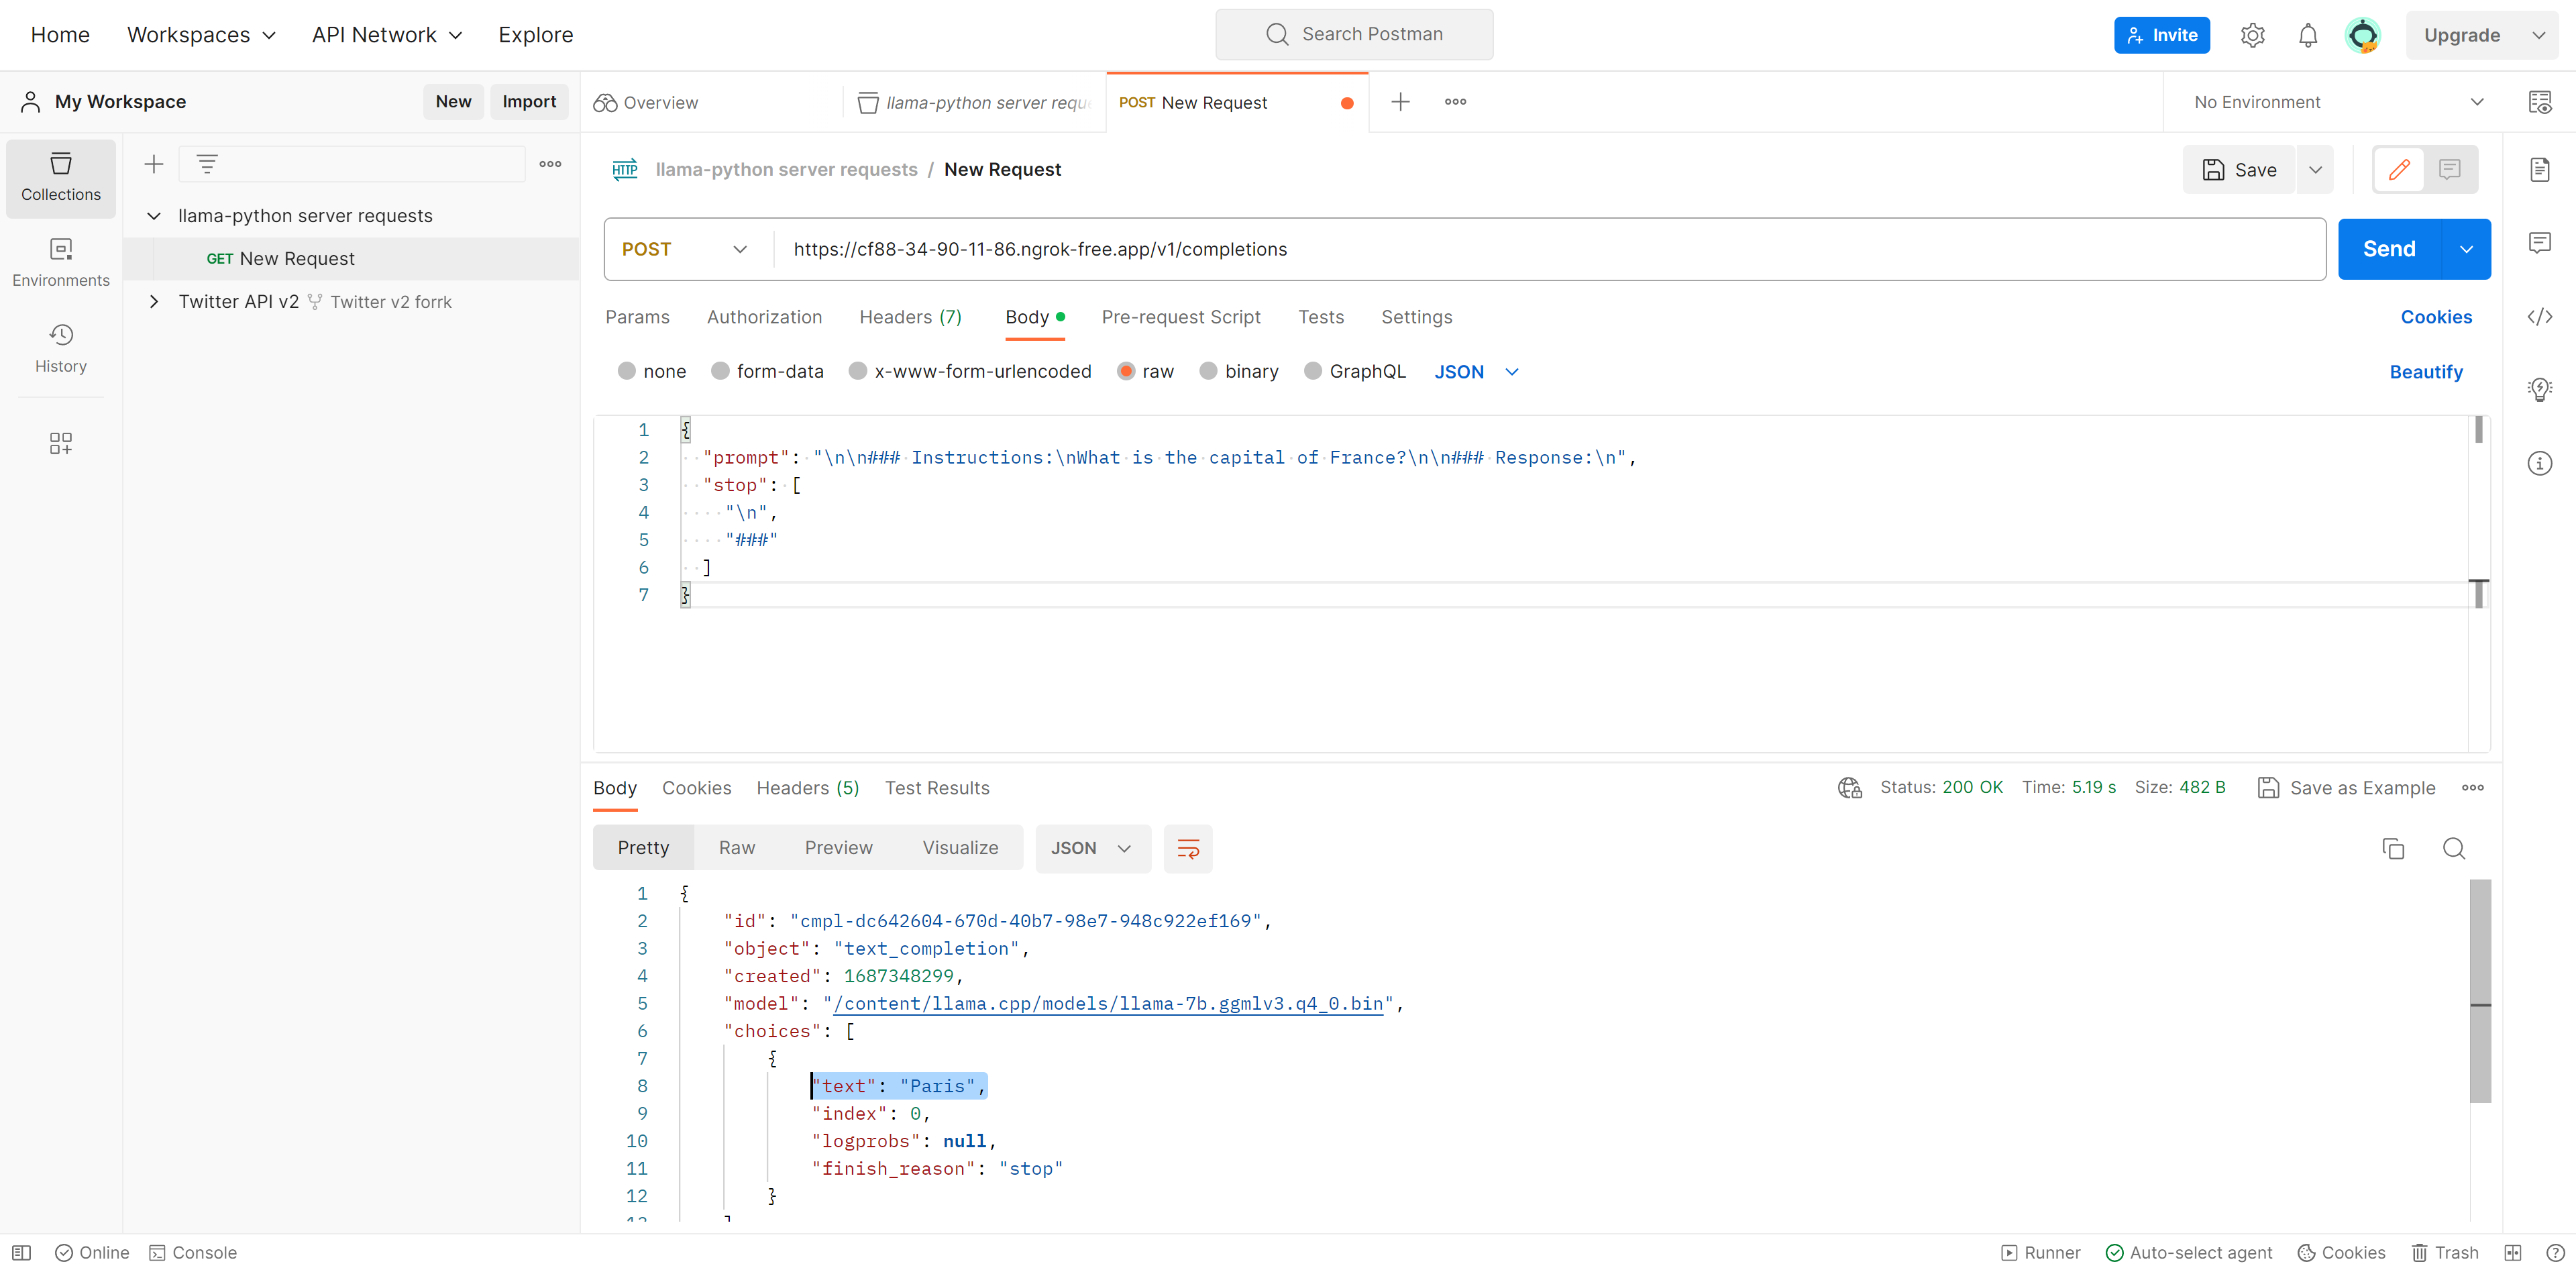 Home Workspaces API Network Explore Search Postman Invite Upgrade
My Workspace New Import Overview llama-python server requ POST New Request No Environment
Collections
Environments
History
llama-python server requests
GET New Request
Twitter API v2 Twitter v2 forrk
HTTP llama-python server requests / New Request Save
POST https://cf88-34-90-11-86.ngrok-free.app/v1/completions Send
Params Authorization Headers (7) Body Pre-request Script Tests Settings Cookies
none form-data x-www-form-urlencoded raw binary GraphQL JSON Beautify
1 {
2 "prompt": "\n\n### Instructions:\nWhat is the capital of France?\n\n### Response:\n",
3 "stop": [
4 "\n",
5 "###"
6 ]
7 }
Body Cookies Headers (5) Test Results Status: 200 OK Time: 5.19 s Size: 482 B Save as Example
Pretty Raw Preview Visualize JSON
1 {
2 "id": "cmpl-dc642604-670d-40b7-98e7-948c922ef169",
3 "object": "text_completion",
4 "created": 1687348299,
5 "model": "/content/llama.cpp/models/llama-7b.ggmlv3.q4_0.bin",
6 "choices": [
7 {
8 "text": "Paris",
9 "index": 0,
10 "logprobs": null,
11 "finish_reason": "stop"
12 }
Online Console Runner Auto-select agent Cookies Trash